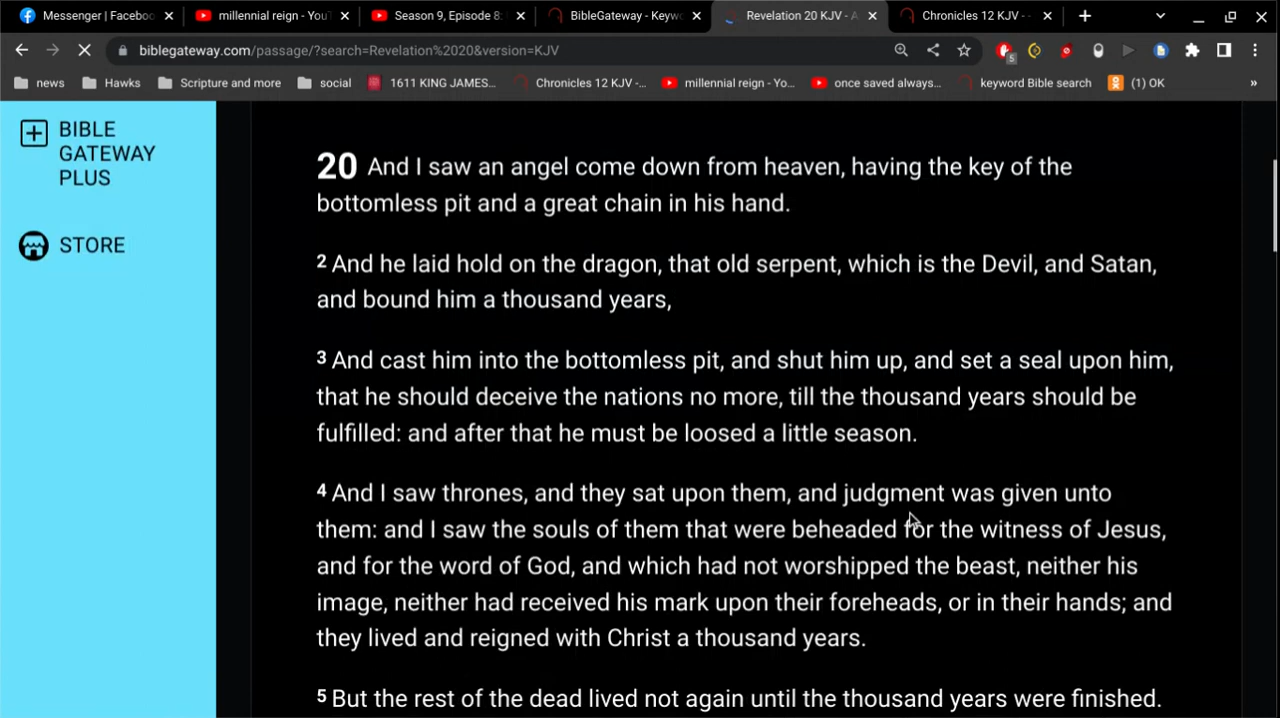 Messenger | Faceboo
millennial reign - YouT
Season 9, Episode 8:
BibleGateway - Keyw
Revelation 20 KJV - A
Chronicles 12 KJV -
biblegateway.com/passage/?search=Revelation%2020&version=KJV
5
news
Hawks
Scripture and more
social
1611 KING JAMES...
Chronicles 12 KJV -...
millennial reign - Yo...
once saved always...
keyword Bible search
(1) OK
»
BIBLE
GATEWAY
PLUS
STORE
20 And I saw an angel come down from heaven, having the key of the
bottomless pit and a great chain in his hand.
2 And he laid hold on the dragon, that old serpent, which is the Devil, and Satan,
and bound him a thousand years,
3 And cast him into the bottomless pit, and shut him up, and set a seal upon him,
that he should deceive the nations no more, till the thousand years should be
fulfilled: and after that he must be loosed a little season.
4 And I saw thrones, and they sat upon them, and judgment was given unto
them: and I saw the souls of them that were beheaded for the witness of Jesus,
and for the word of God, and which had not worshipped the beast, neither his
image, neither had received his mark upon their foreheads, or in their hands; and
they lived and reigned with Christ a thousand years.
5 But the rest of the dead lived not again until the thousand years were finished.